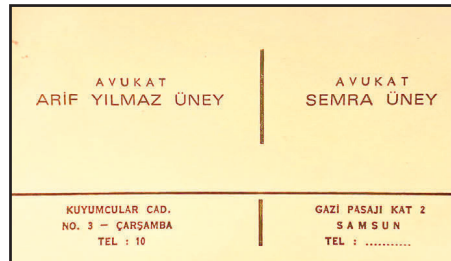 AVUKAT
ARİF YILMAZ ÜNEY
AVUKAT
SEMRA ÜNEY
KUYUMCULAR CAD.
NO. 3 — ÇARŞAMBA
TEL : 10
GAZİ PASAJI KAT 2
SAMSUN
TEL : ...........